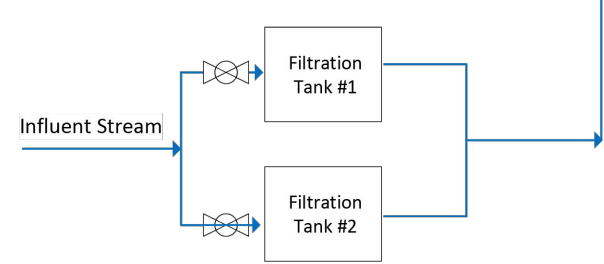 Filtration
Tank #1
Influent Stream
Filtration
Tank #2